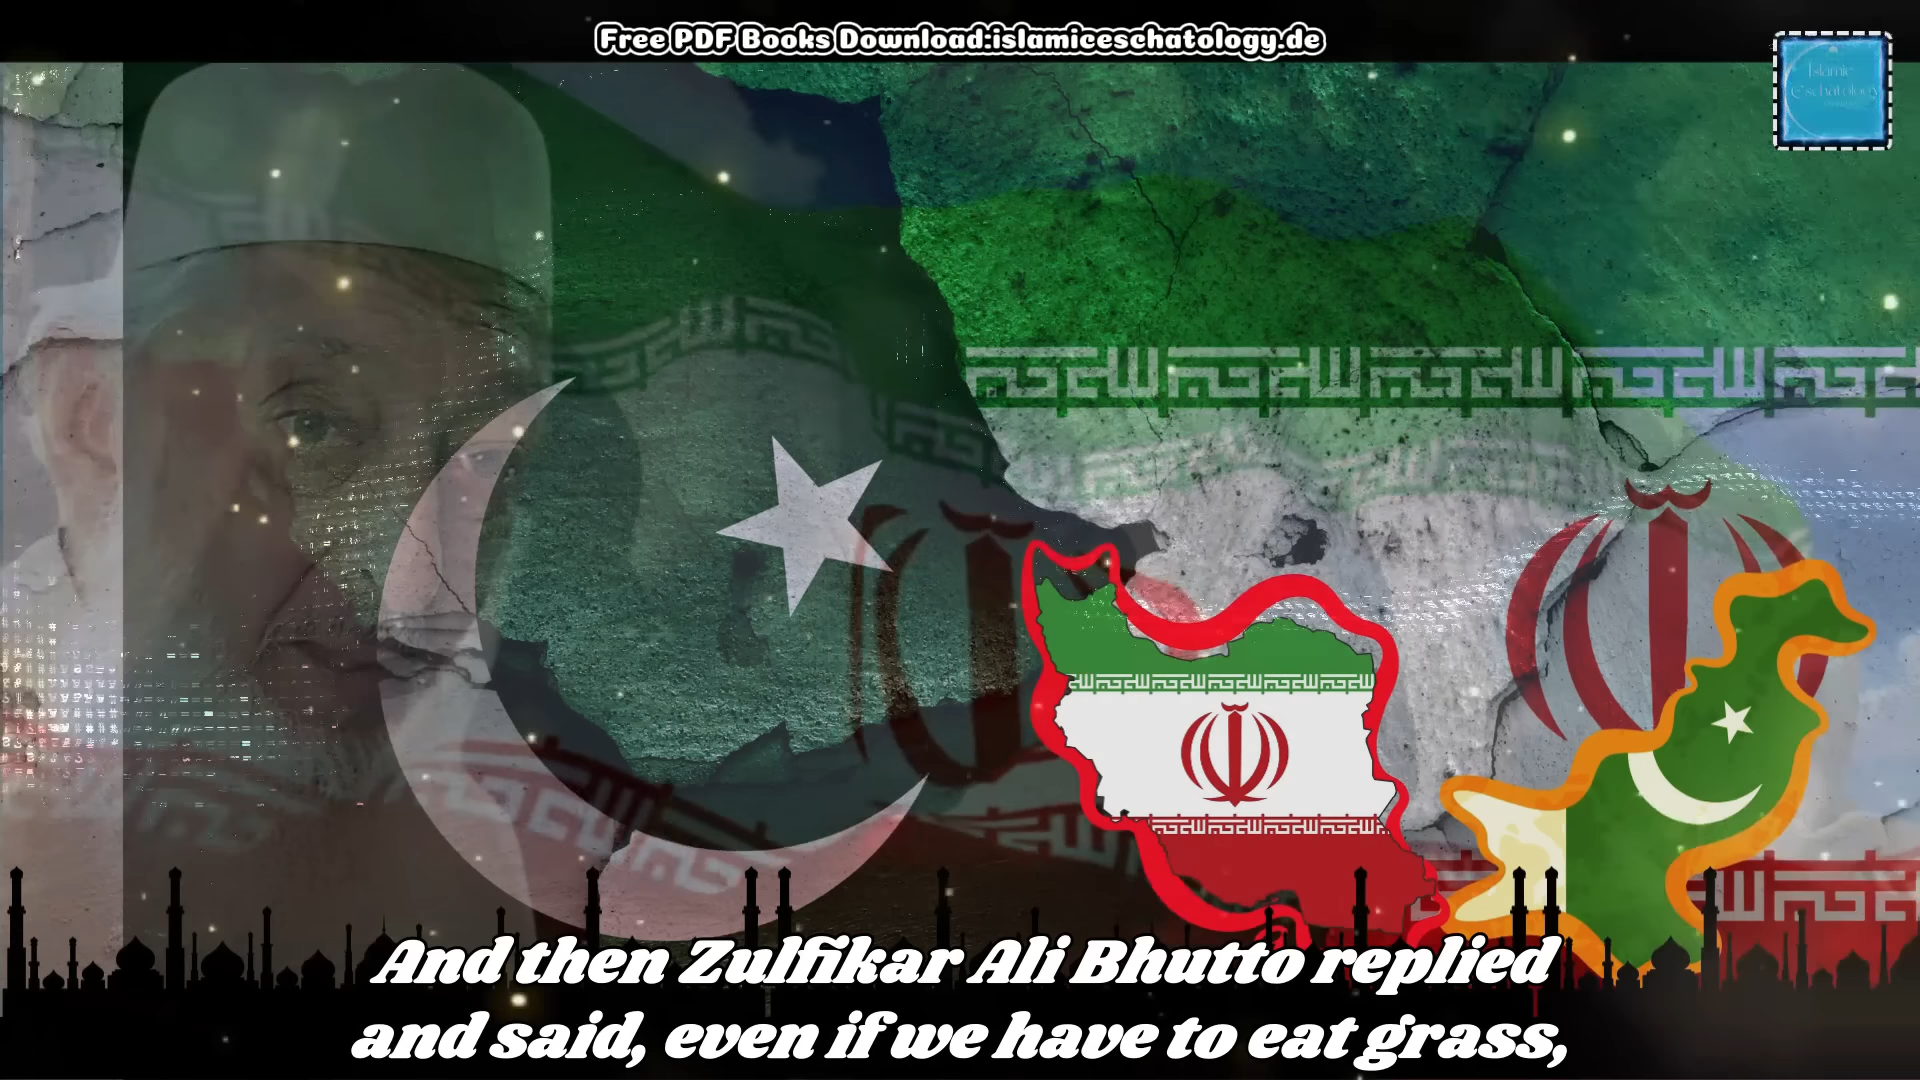 Free PDF Books Download:islamiceschatology.de
Islamic
Eschatology
And then Zulfikar Ali Bhutto replied
and said, even if we have to eat grass,